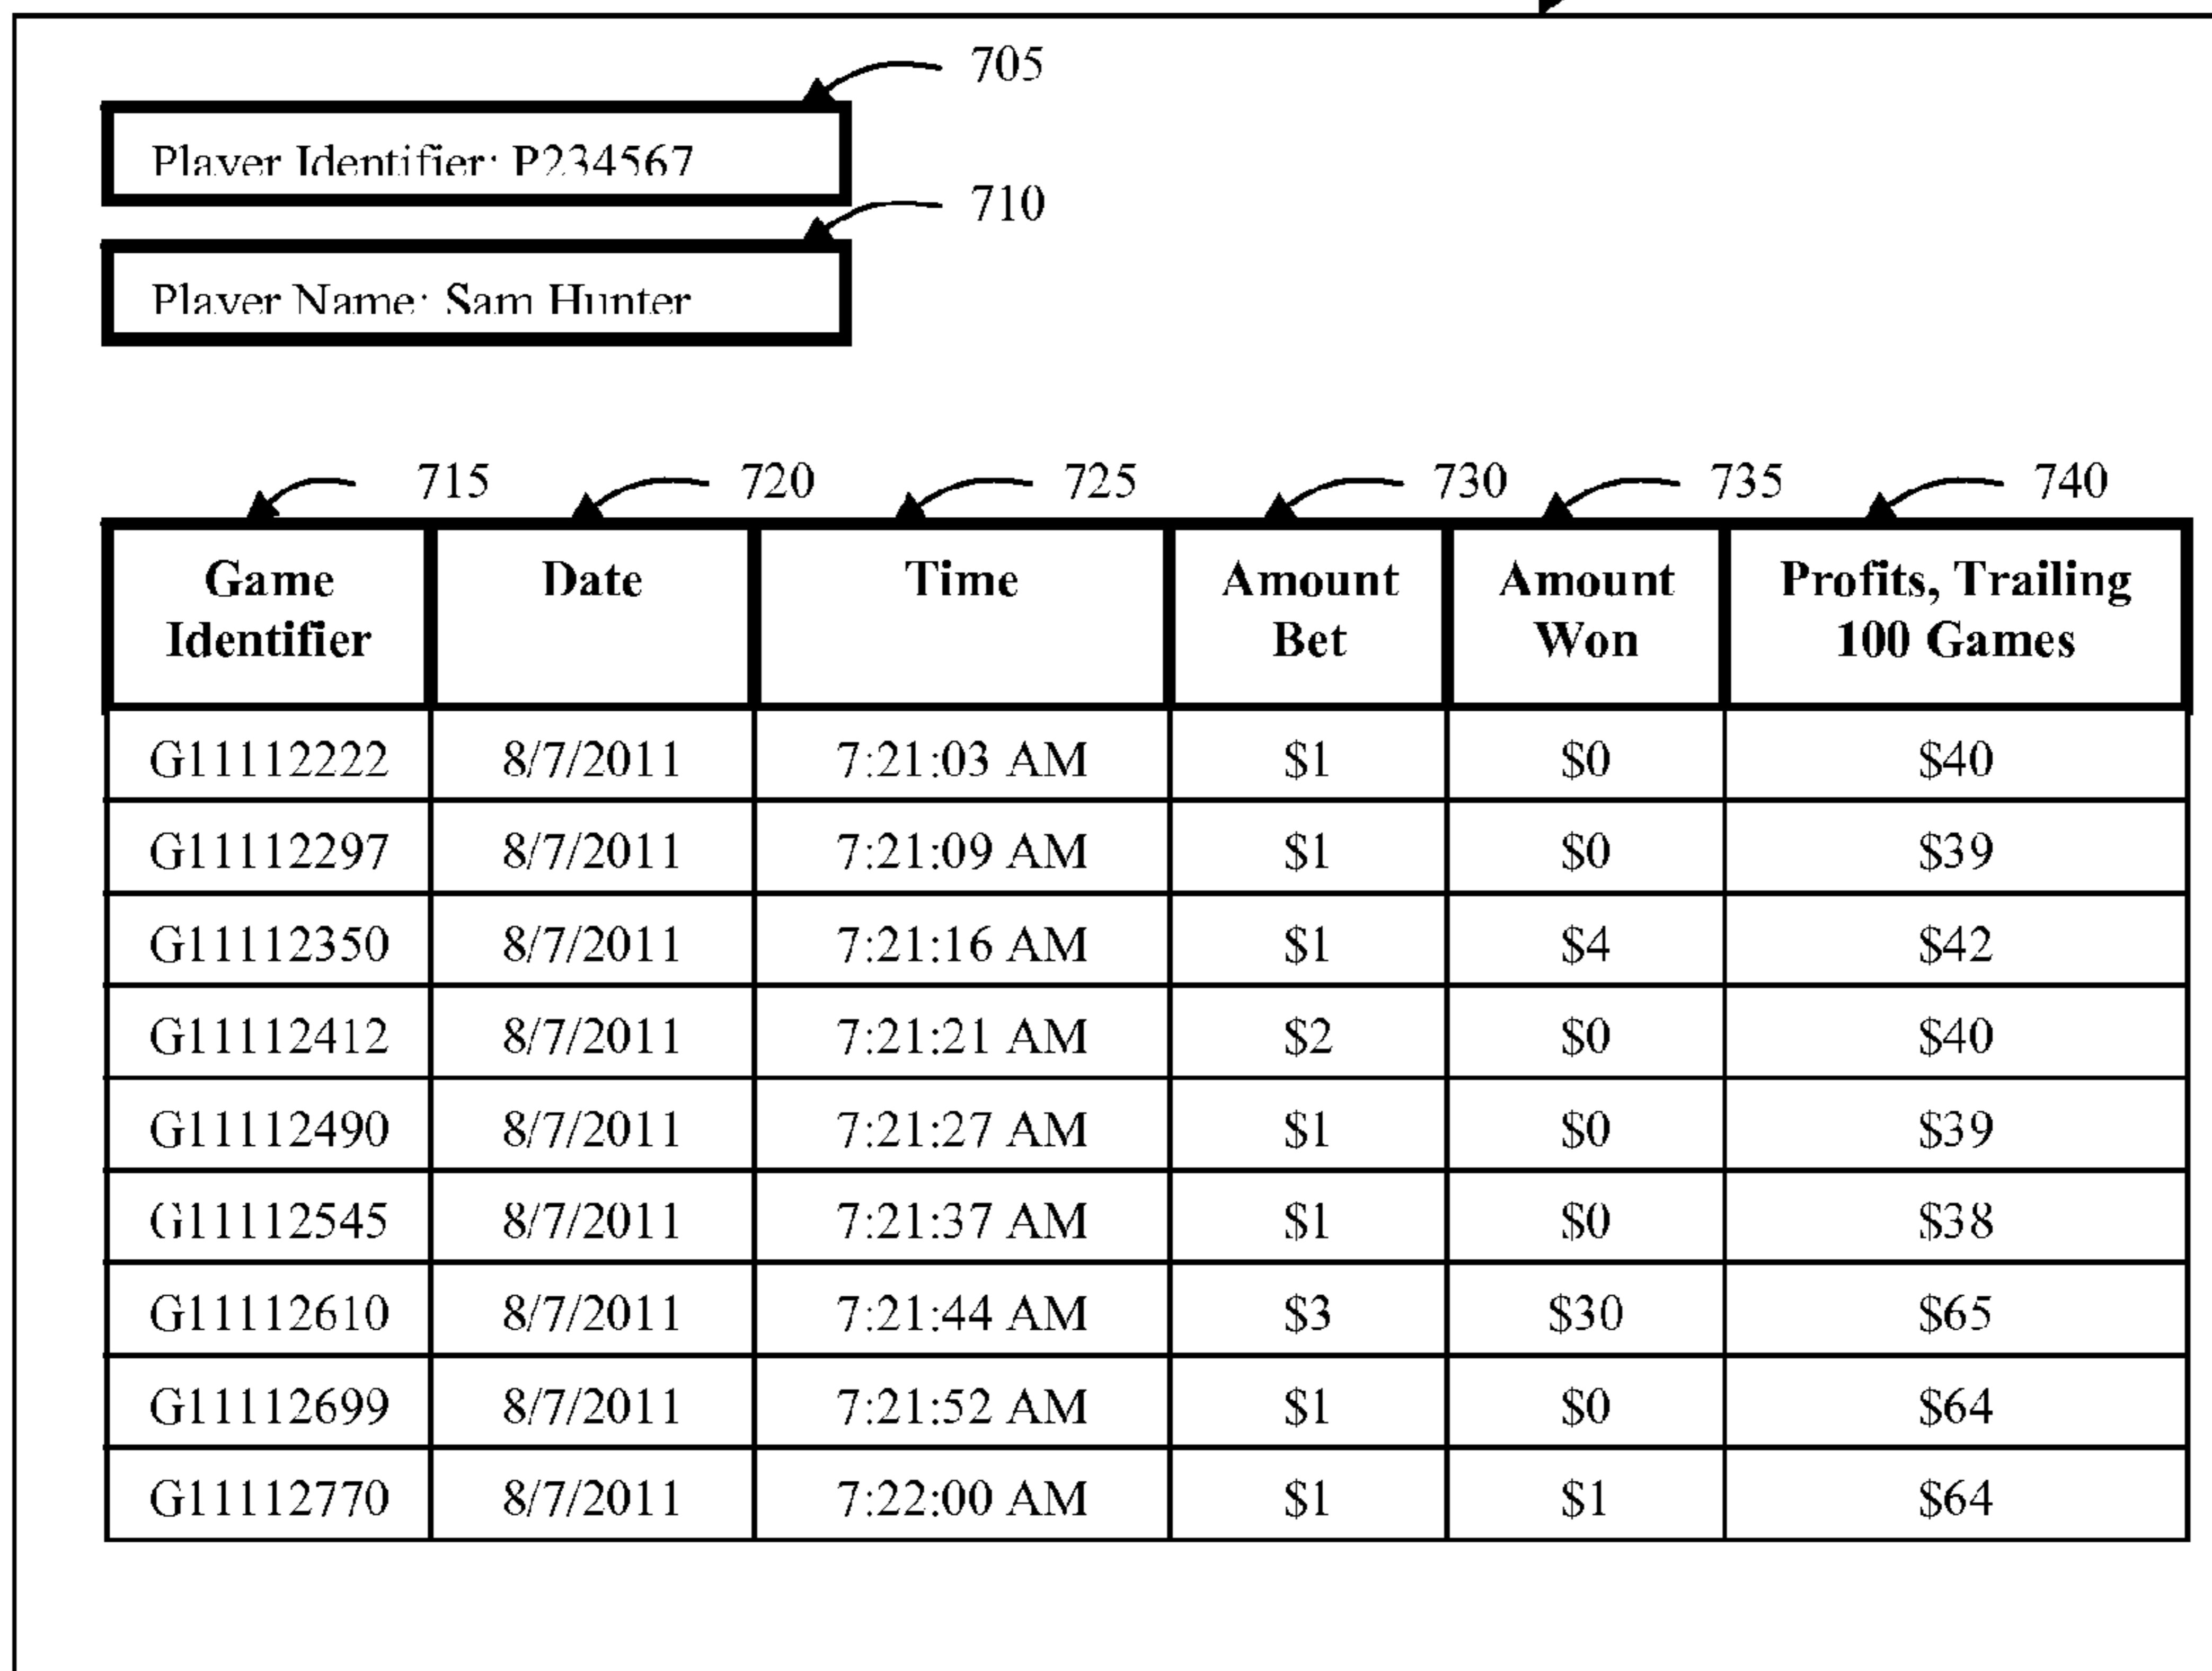 705
Player Identifier: P234567
710
Player Name: Sam Hunter
715 720 725 730 735 740
Game Identifier Date Time Amount Bet Amount Won Profits, Trailing 100 Games
G11112222 8/7/2011 7:21:03 AM $1 $0 $40
G11112297 8/7/2011 7:21:09 AM $1 $0 $39
G11112350 8/7/2011 7:21:16 AM $1 $4 $42
G11112412 8/7/2011 7:21:21 AM $2 $0 $40
G11112490 8/7/2011 7:21:27 AM $1 $0 $39
G11112545 8/7/2011 7:21:37 AM $1 $0 $38
G11112610 8/7/2011 7:21:44 AM $3 $30 $65
G11112699 8/7/2011 7:21:52 AM $1 $0 $64
G11112770 8/7/2011 7:22:00 AM $1 $1 $64